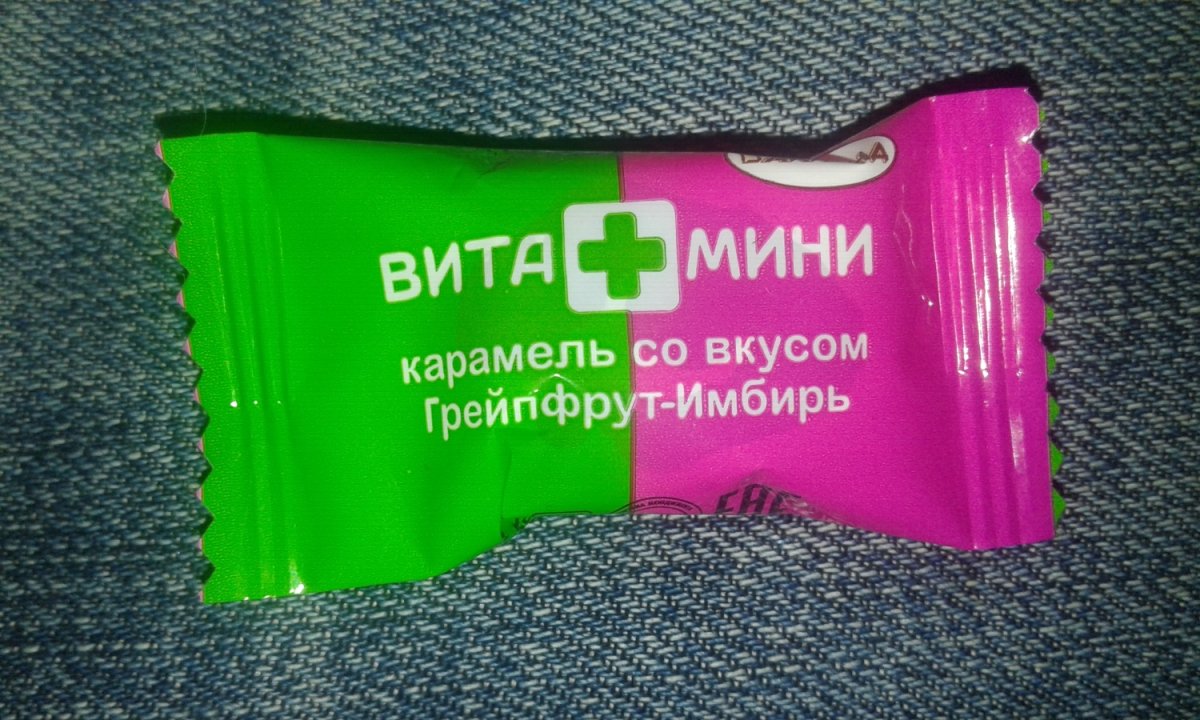 ВИТА МИНИ
карамель со вкусом
Грейпфрут-Имбирь